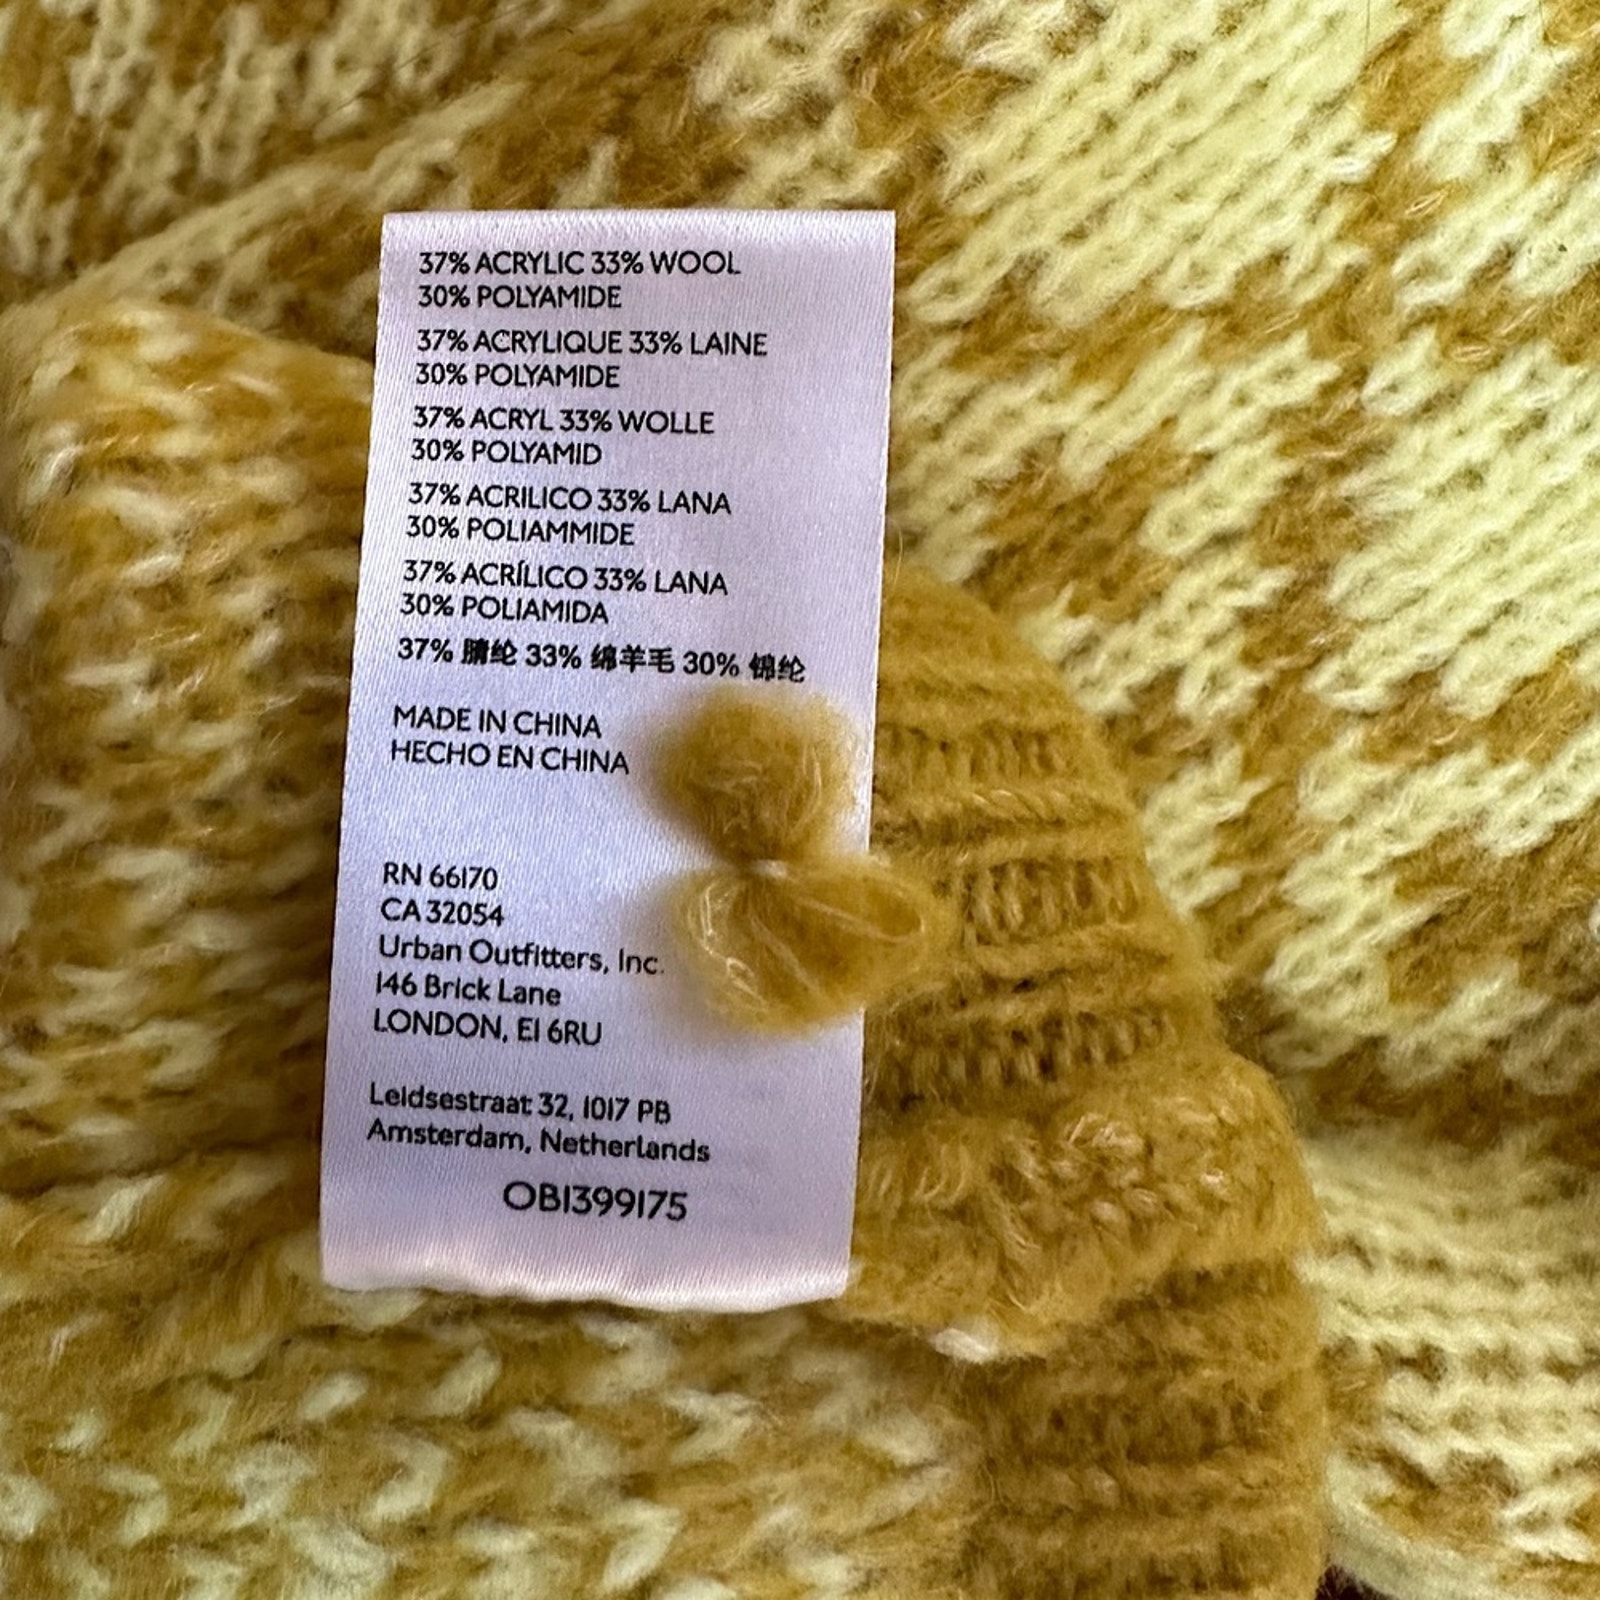 37% ACRYLIC 33% WOOL
30% POLYAMIDE
37% ACRYLIQUE 33% LAINE
30% POLYAMIDE
37% ACRYL 33% WOLLE
30% POLYAMID
37% ACRILICO 33% LANA
30% POLIAMMIDE
37% ACRÍLICO 33% LANA
30% POLIAMIDA
37% 腈纶 33% 绵羊毛 30% 锦纶
MADE IN CHINA
HECHO EN CHINA
RN 66170
CA 32054
Urban Outfitters, Inc.
146 Brick Lane
LONDON, E1 6RU
Leidsestraat 32, 1017 PB
Amsterdam, Netherlands
OB1399175